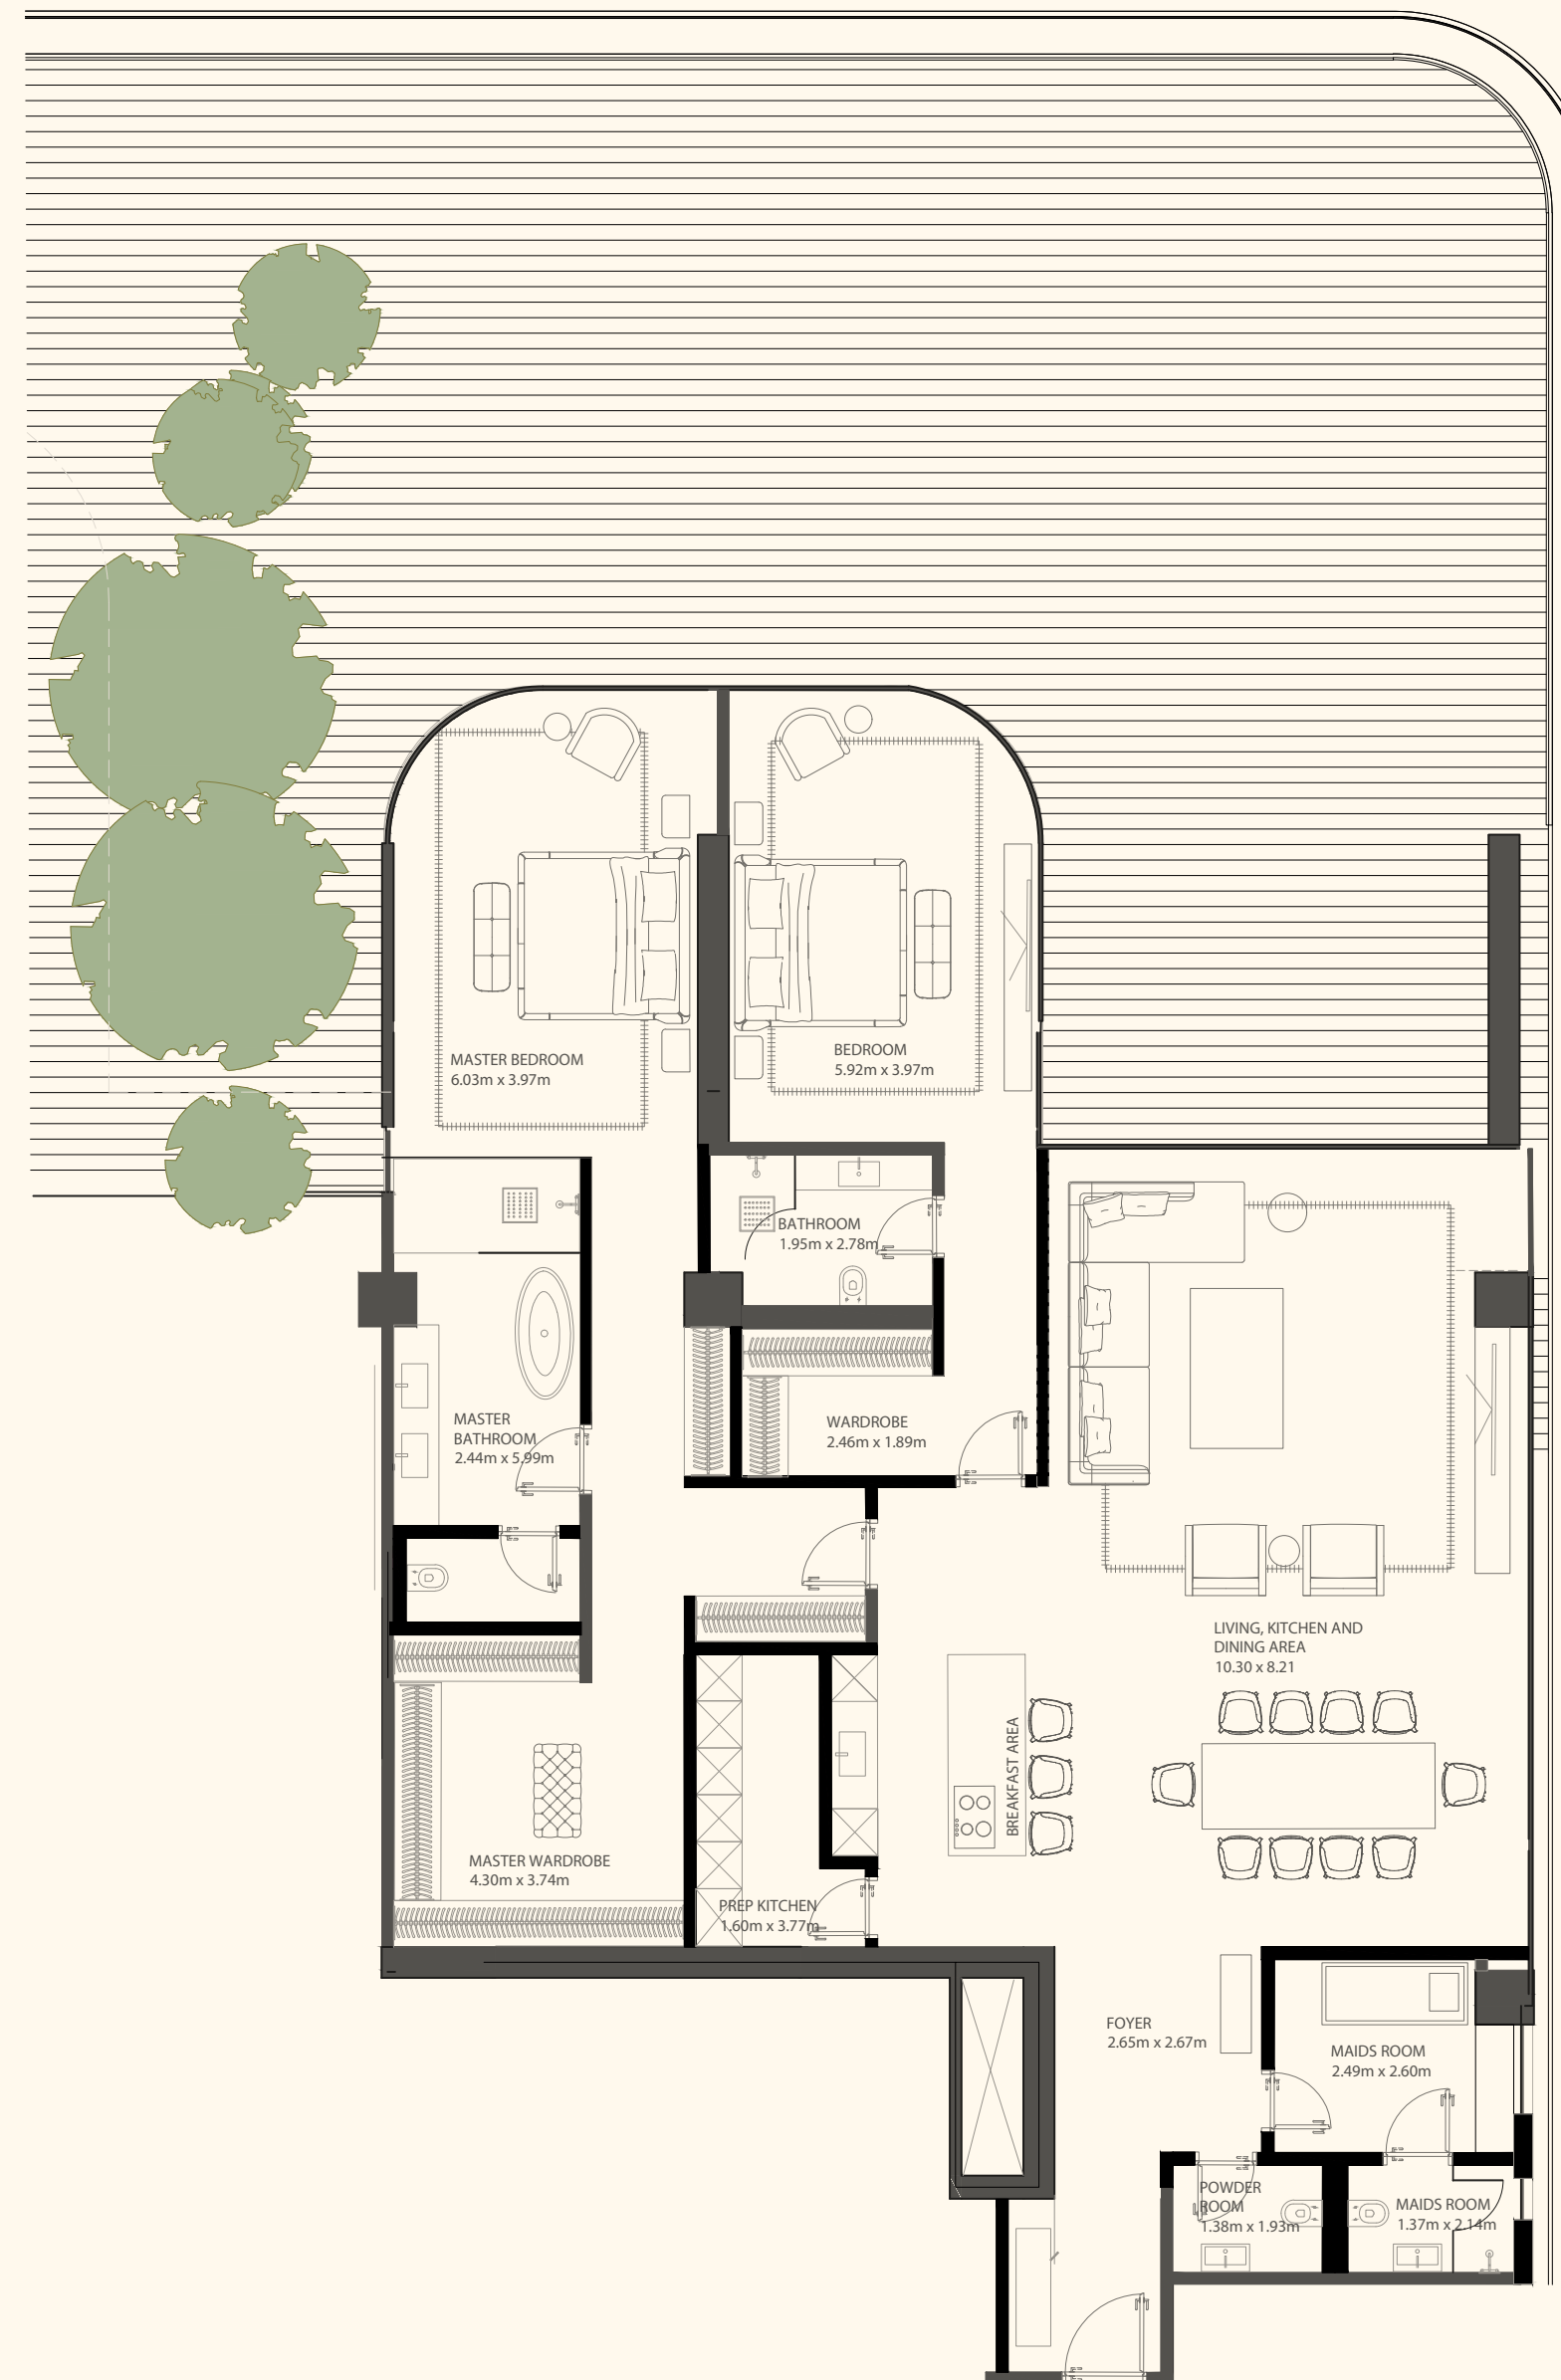 MASTER BEDROOM
6.03m x 3.97m
BEDROOM
5.92m x 3.97m
BATHROOM
1.95m x 2.78m
MASTER
BATHROOM
2.44m x 5.99m
WARDROBE
2.46m x 1.89m
LIVING, KITCHEN AND
DINING AREA
10.30 x 8.21
BREAKFAST AREA
MASTER WARDROBE
4.30m x 3.74m
PREP KITCHEN
1.60m x 3.77m
FOYER
2.65m x 2.67m
MAIDS ROOM
2.49m x 2.60m
POWDER
ROOM
1.38m x 1.93m
MAIDS ROOM
1.37m x 2.14m